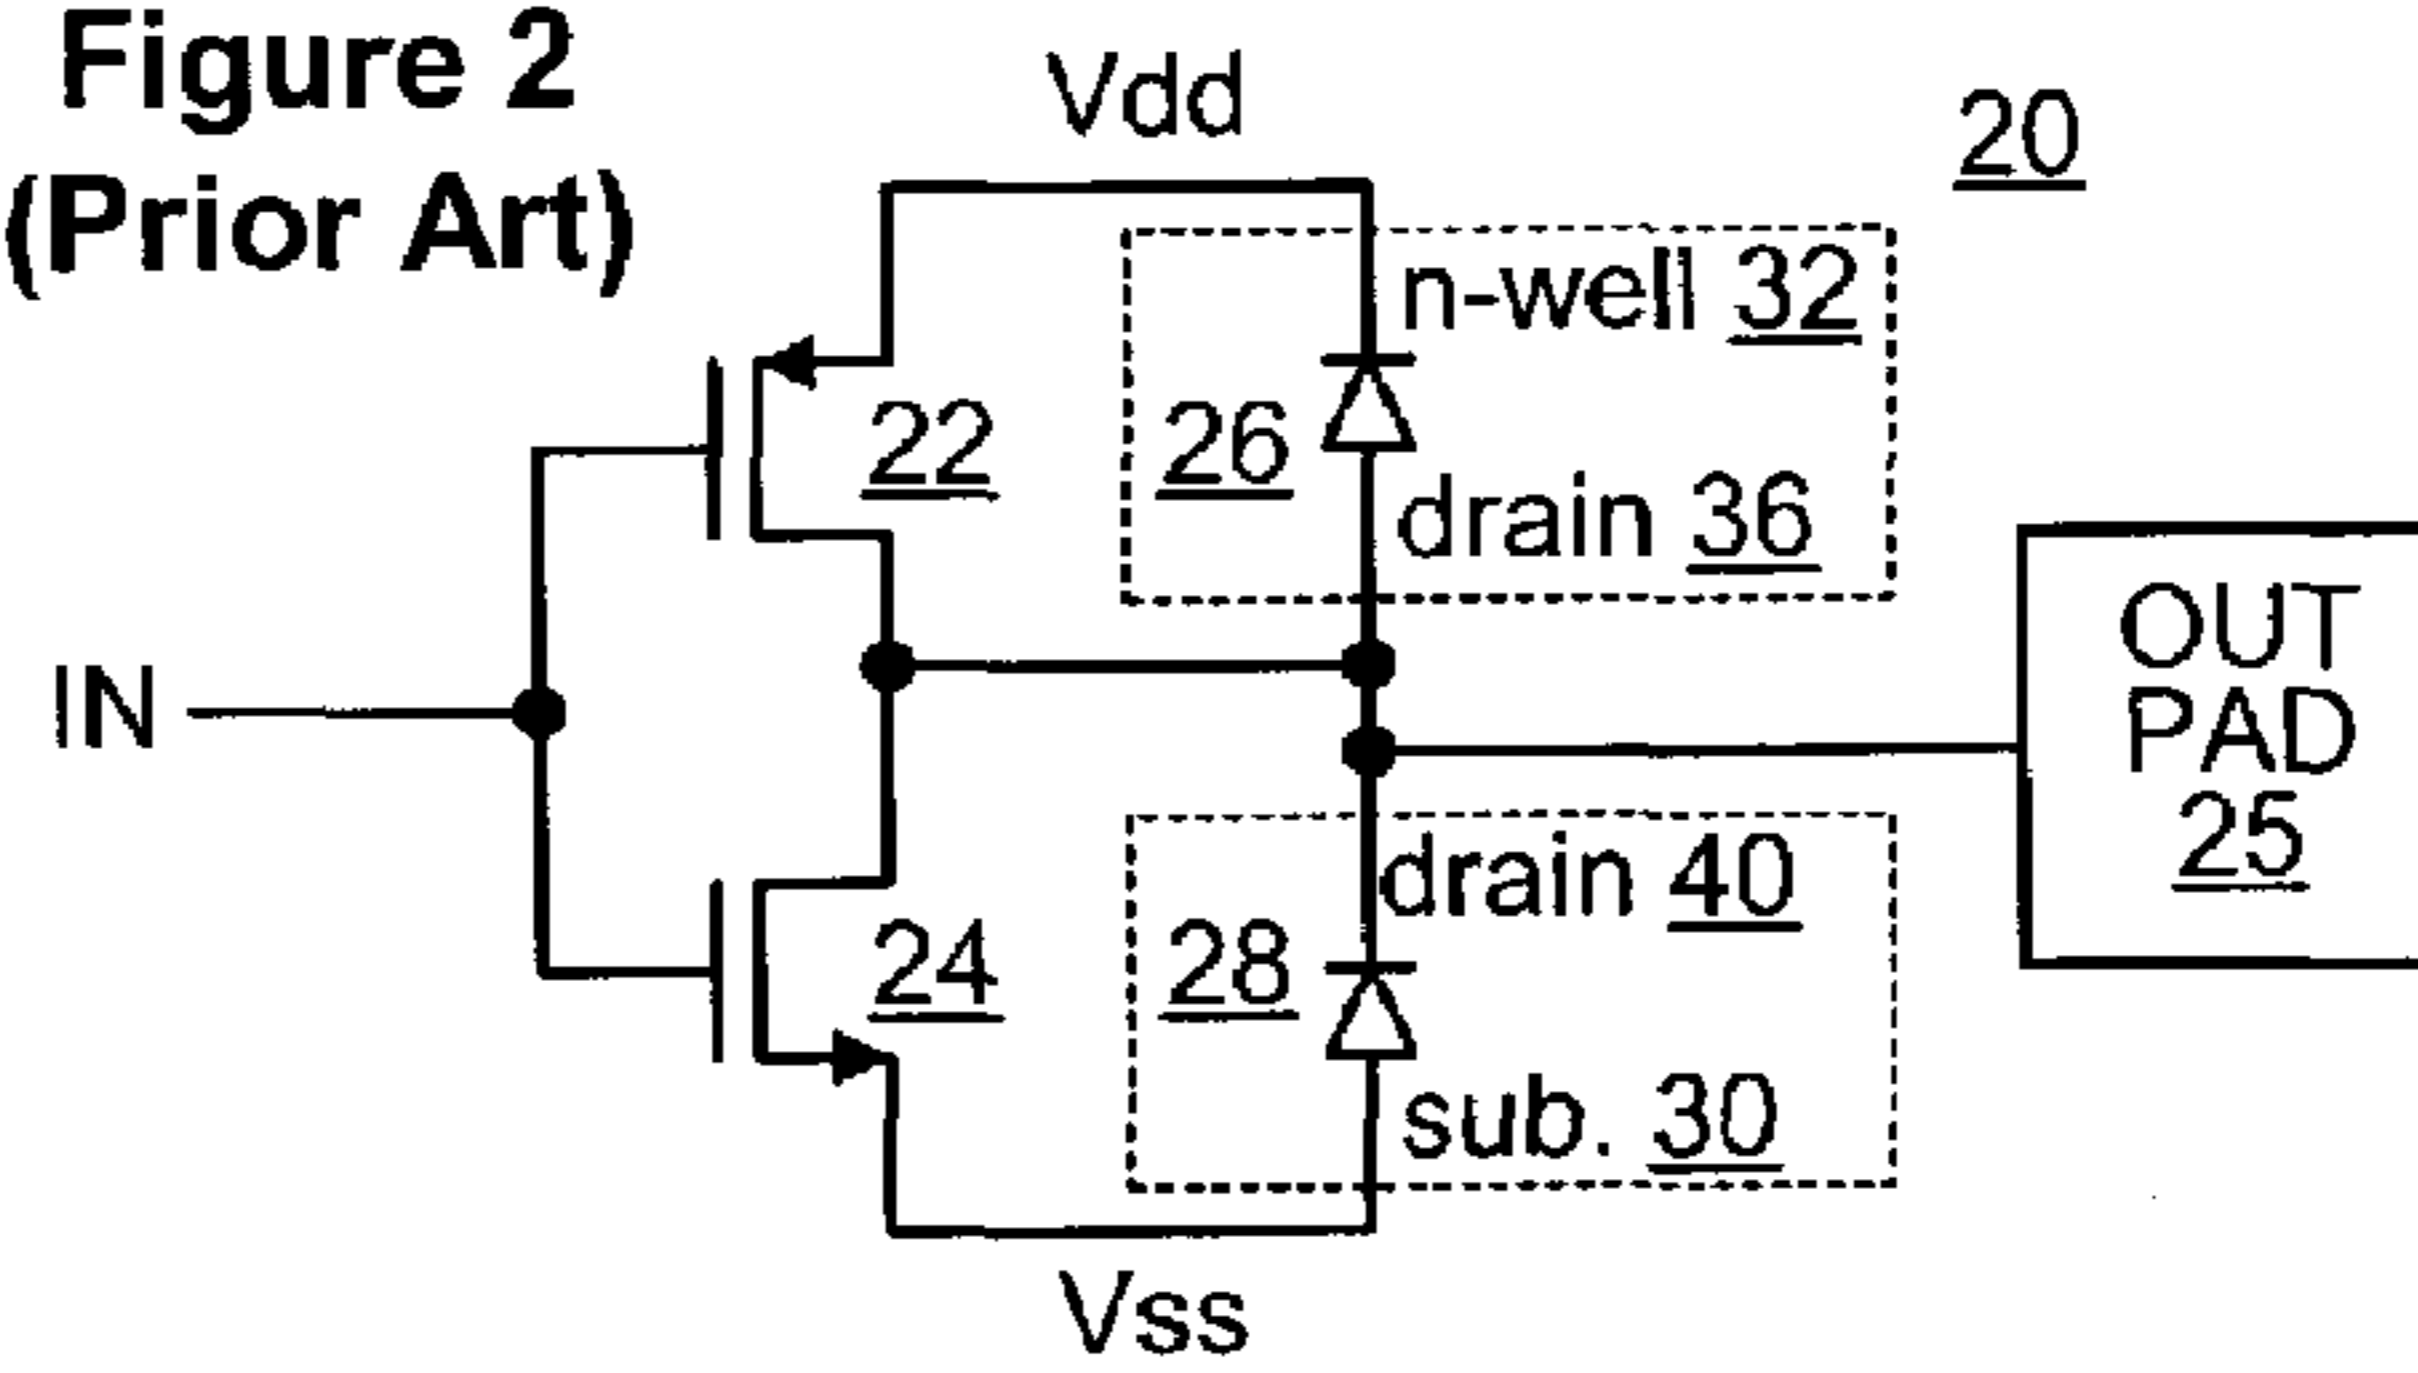 Figure 2
(Prior Art)
Vdd
20
n-well 32
22
26
drain 36
IN
OUT
PAD
25
drain 40
24
28
sub. 30
Vss